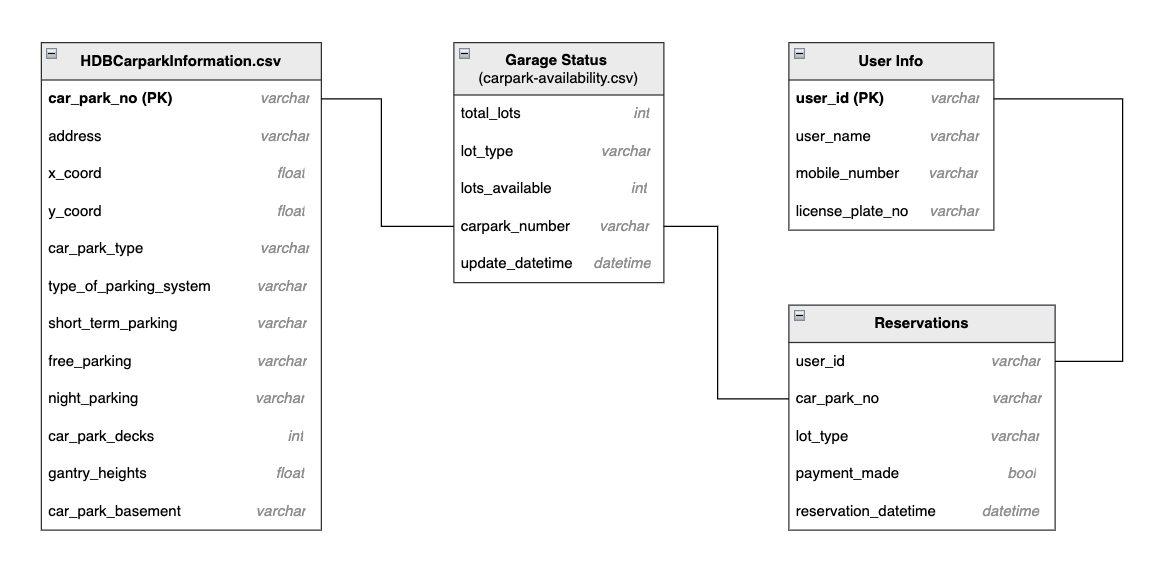 HDBCarparkInformation.csv
car_park_no (PK) varchar
address varchar
x_coord float
y_coord float
car_park_type varchar
type_of_parking_system varchar
short_term_parking varchar
free_parking varchar
night_parking varchar
car_park_decks int
gantry_heights float
car_park_basement varchar
Garage Status
(carpark-availability.csv)
total_lots int
lot_type varchar
lots_available int
carpark_number varchar
update_datetime datetime
User Info
user_id (PK) varchar
user_name varchar
mobile_number varchar
license_plate_no varchar
Reservations
user_id varchar
car_park_no varchar
lot_type varchar
payment_made bool
reservation_datetime datetime